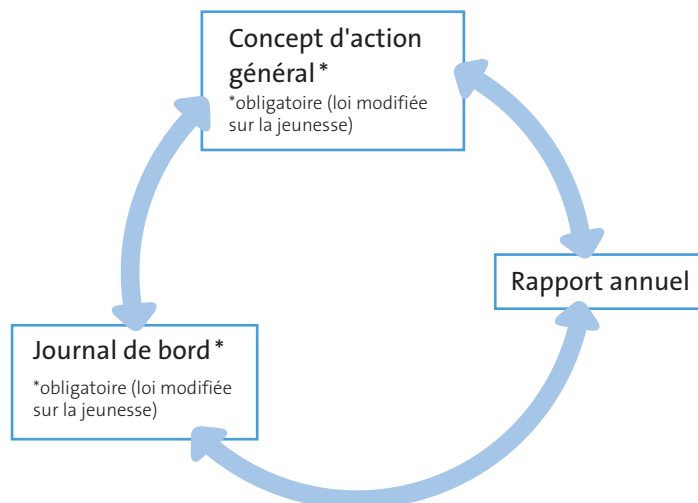 Concept d'action
général*
*obligatoire (loi modifiée
sur la jeunesse)
Rapport annuel
Journal de bord*
*obligatoire (loi modifiée
sur la jeunesse)